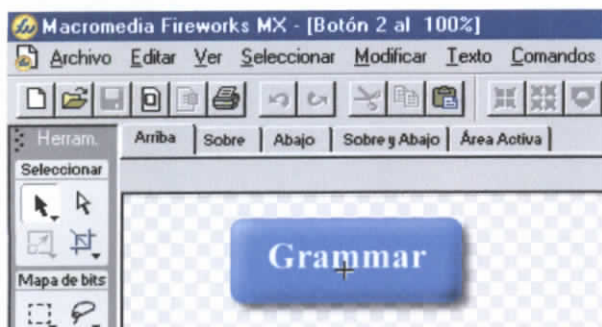 Macromedia Fireworks MX - [Botón 2 al 100%]
Archivo Editar Ver Seleccionar Modificar Texto Comandos
Herram. Arriba Sobre Abajo Sobre y Abajo Área Activa
Seleccionar
Grammar
Mapa de bits